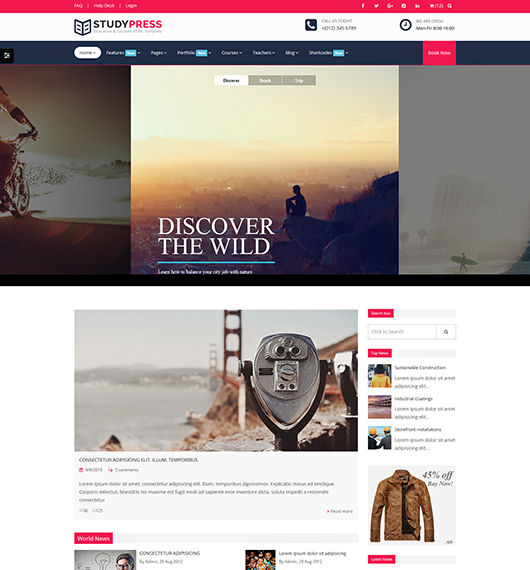 FAQ | Help Desk | Login
(12)
STUDYPRESS
Education & Courses HTML Template
CALL US TODAY!
+(012) 345 6789
WE ARE OPEN!
Mon-Fri 8:00-16:00
Home Features New Pages Portfolio New Courses Teachers Blog Shortcodes New Book Now
Discover Beach Trip
DISCOVER
THE WILD
Learn how to balance your city job with nature
Search box
Click to Search
Top News
Sustainable Construction
Lorem ipsum dolor sit amet
adipisicing elit...
Industrial Coatings
Lorem ipsum dolor sit amet
adipisicing elit...
Storefront Installations
Lorem ipsum dolor sit amet
adipisicing elit...
CONSECTETUR ADIPISICING ELIT. ILLUM, TEMPORIBUS
9/9/2015 5 comments
Lorem ipsum dolor sit amet, consectetur adipisicing elit. Illum, temporibus dignissimos. Explicabo minus ad
Corporis delectus, blanditiis hic maxime est fugit modi ad sapiente esse dolorum, soluta impedit a reiciendis
consectetur
36 125
Read more
45% off
Buy Now!
World News
CONSECTETUR ADIPISICING
By Admin, 29 Aug 2012
Lorem ipsum dolor sit amet
By Admin, 29 Aug 2012
Latest News